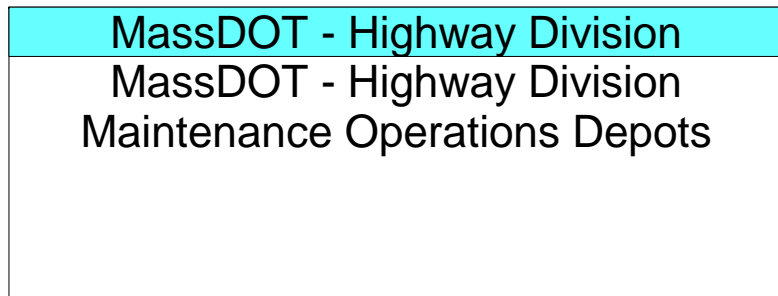 MassDOT - Highway Division
MassDOT - Highway Division
Maintenance Operations Depots